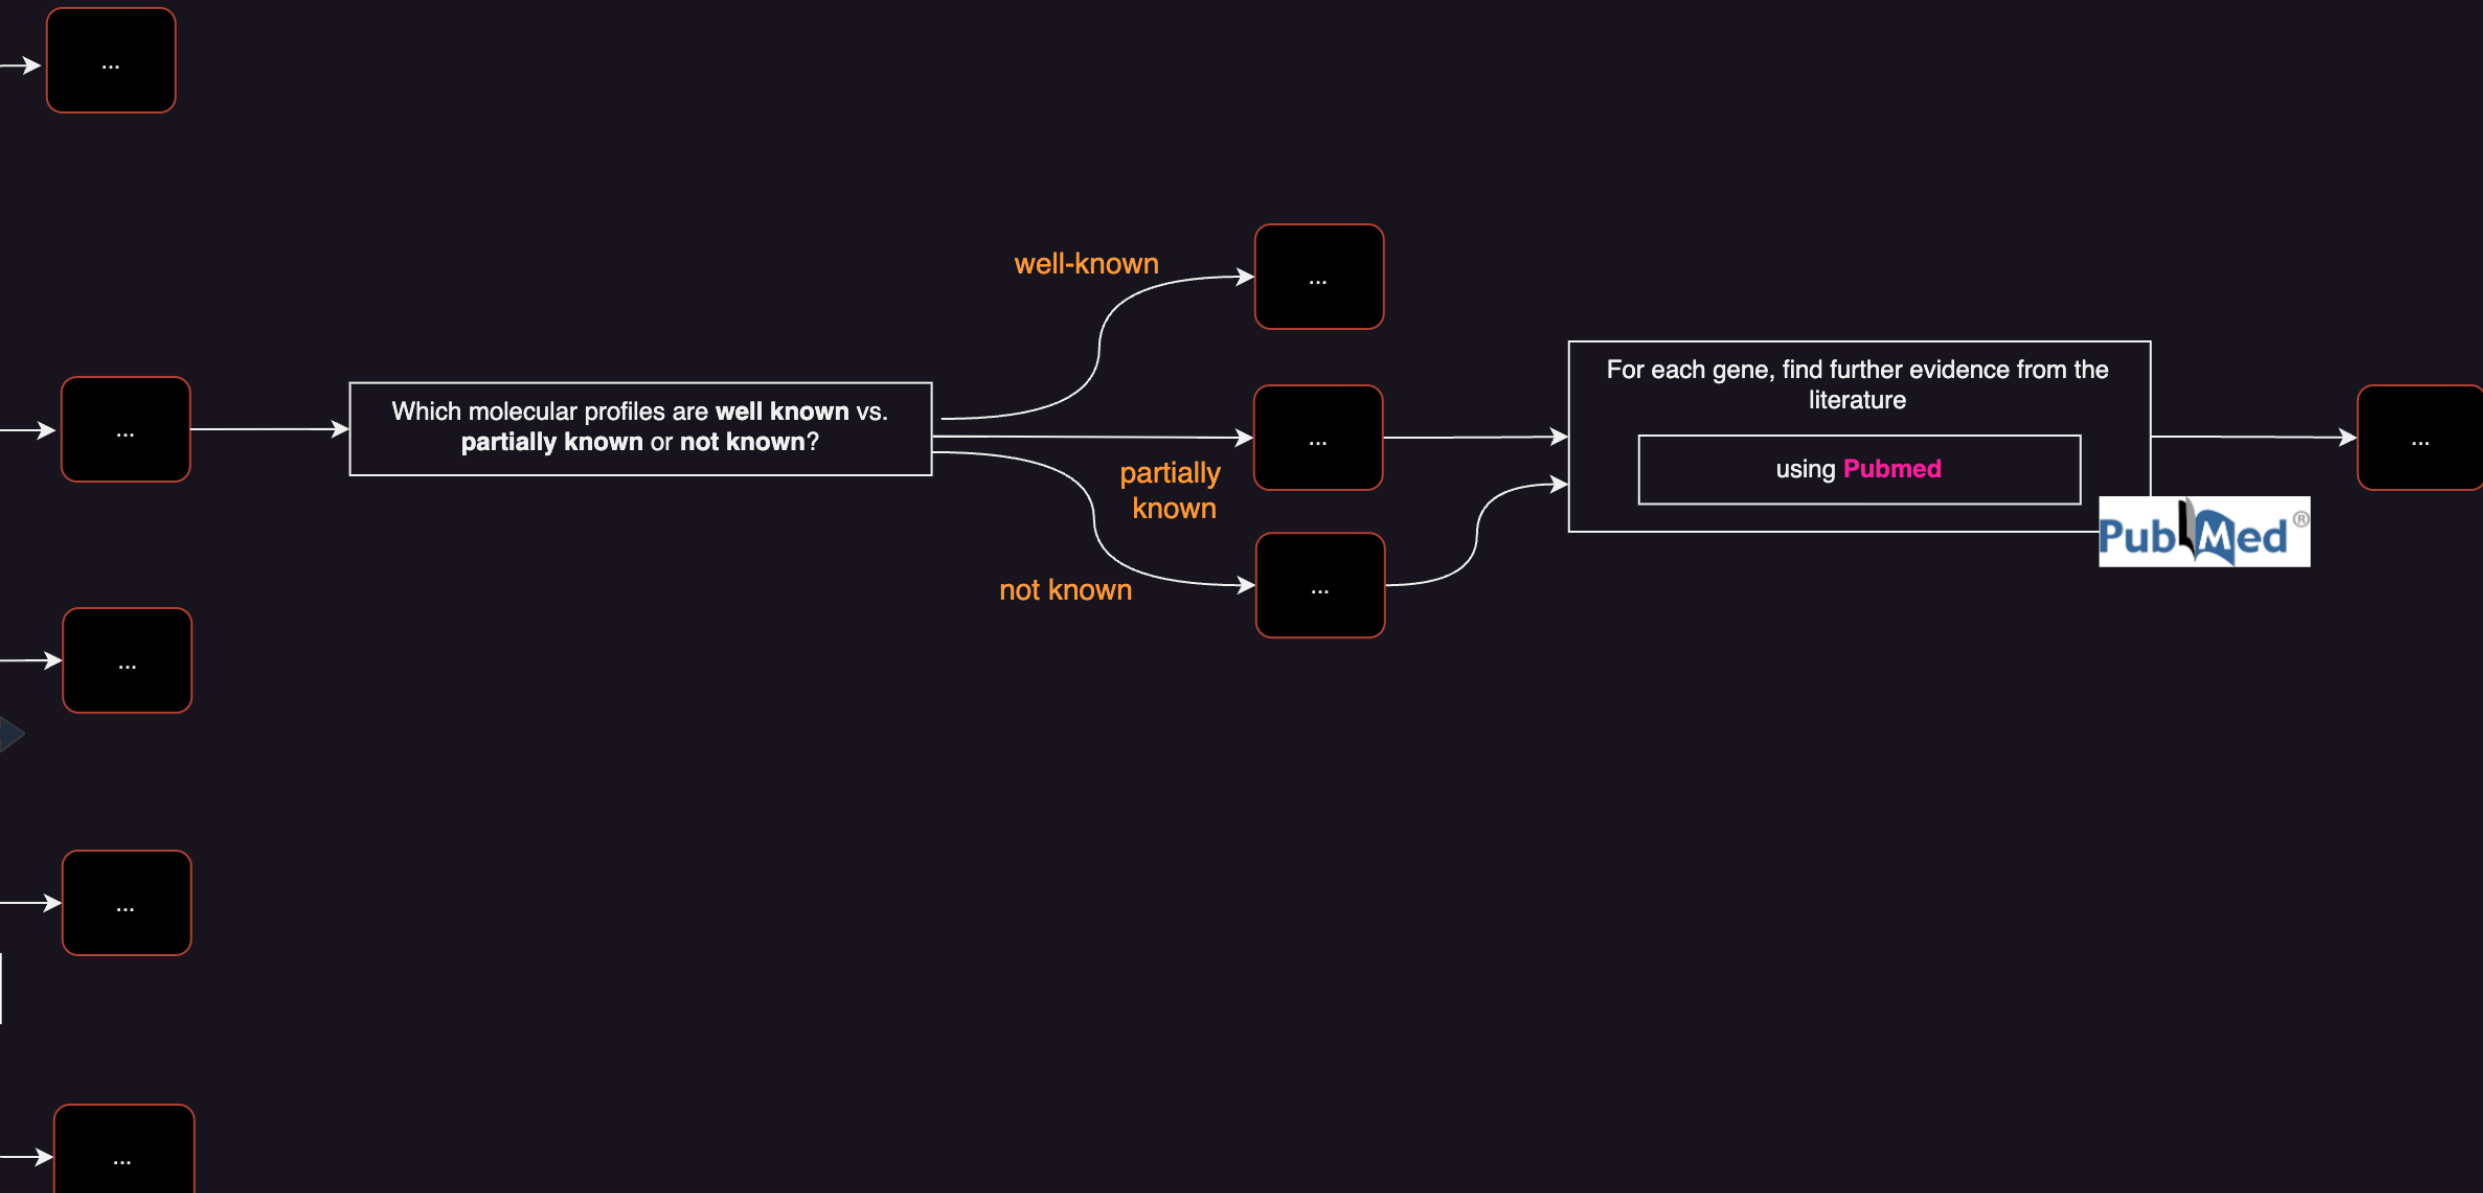 ...
well-known
...
For each gene, find further evidence from the
literature
using Pubmed
PubMed®
...
Which molecular profiles are well known vs.
partially known or not known?
...
...
partially
known
not known
...
...
...
...